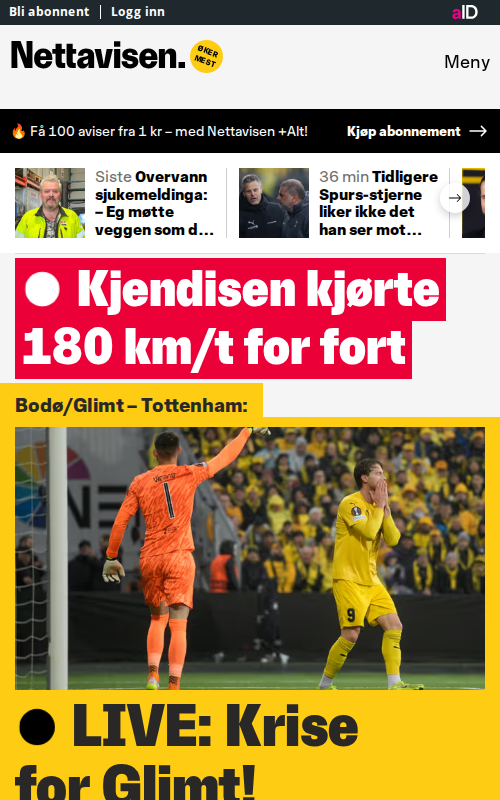 Bli abonnent
Logg inn
aID
Nettavisen.
ØKER
MEST
Meny
🔥 Få 100 aviser fra 1 kr – med Nettavisen +Alt!
Kjøp abonnement
Siste Overvann
sjukemeldinga:
– Eg møtte
veggen som d...
36 min Tidligere
Spurs-stjerne
liker ikke det
han ser mot...
Kjendisen kjørte
180 km/t for fort
Bodø/Glimt – Tottenham:
1
9
LIVE: Krise
for Glimt!